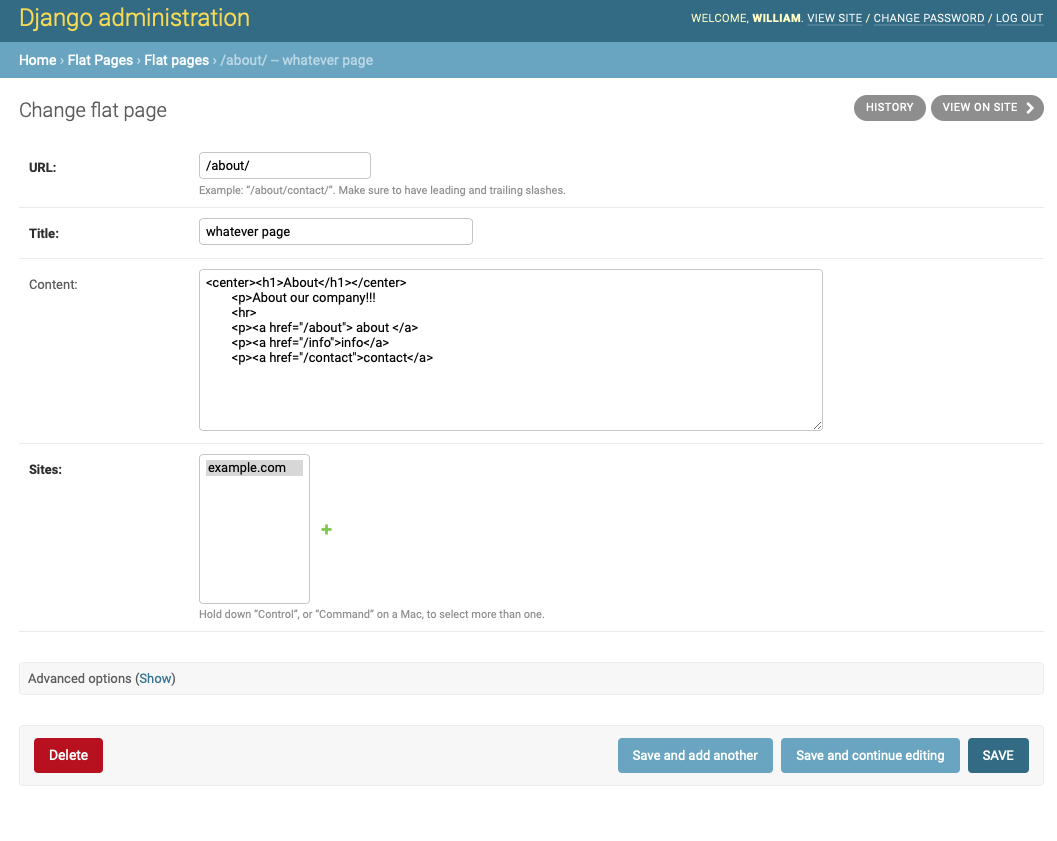 Django administration
WELCOME, WILLIAM. VIEW SITE / CHANGE PASSWORD / LOG OUT
Home › Flat Pages › Flat pages › /about/ -- whatever page
Change flat page
HISTORY
VIEW ON SITE
URL:
/about/
Example: “/about/contact/”. Make sure to have leading and trailing slashes.
Title:
whatever page
Content:
<center><h1>About</h1></center>
<p>About our company!!!
<hr>
<p><a href="/about"> about </a>
<p><a href="/info">info</a>
<p><a href="/contact">contact</a>
Sites:
example.com
Hold down “Control”, or “Command” on a Mac, to select more than one.
Advanced options (Show)
Delete
Save and add another
Save and continue editing
SAVE